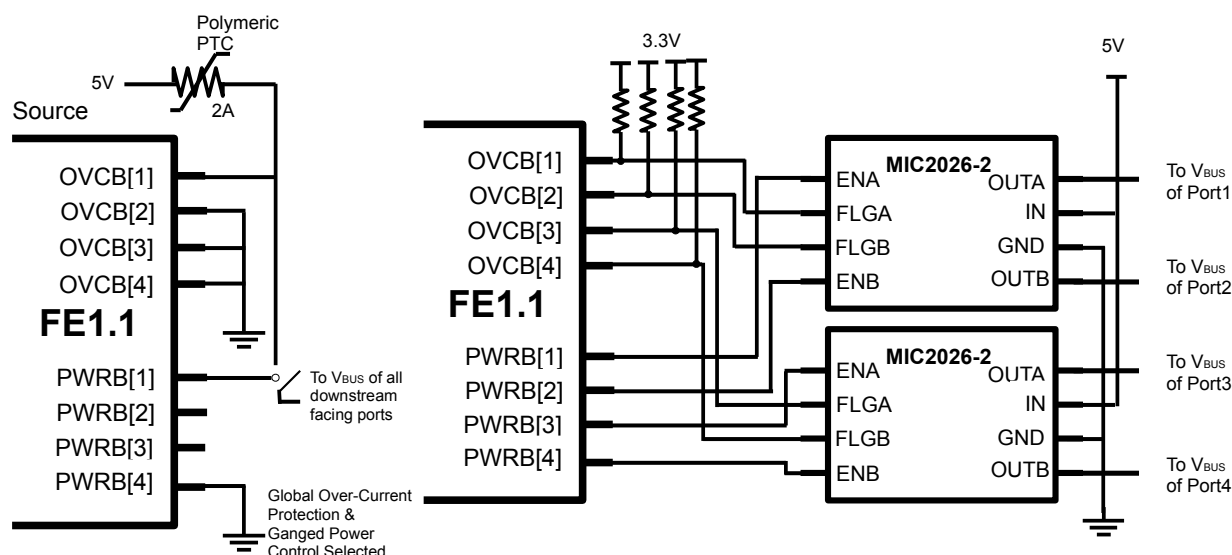 Polymeric
PTC
5V
2A
Source
OVCB[1]
OVCB[2]
OVCB[3]
OVCB[4]
FE1.1
PWRB[1]
PWRB[2]
PWRB[3]
PWRB[4]
To VBUS of all
downstream
facing ports
Global Over-Current
Protection &
Ganged Power
Control Selected
3.3V
OVCB[1]
OVCB[2]
OVCB[3]
OVCB[4]
FE1.1
PWRB[1]
PWRB[2]
PWRB[3]
PWRB[4]
5V
MIC2026-2
ENA
FLGA
FLGB
ENB
OUTA
IN
GND
OUTB
To VBUS
of Port1
To VBUS
of Port2
MIC2026-2
ENA
FLGA
FLGB
ENB
OUTA
IN
GND
OUTB
To VBUS
of Port3
To VBUS
of Port4